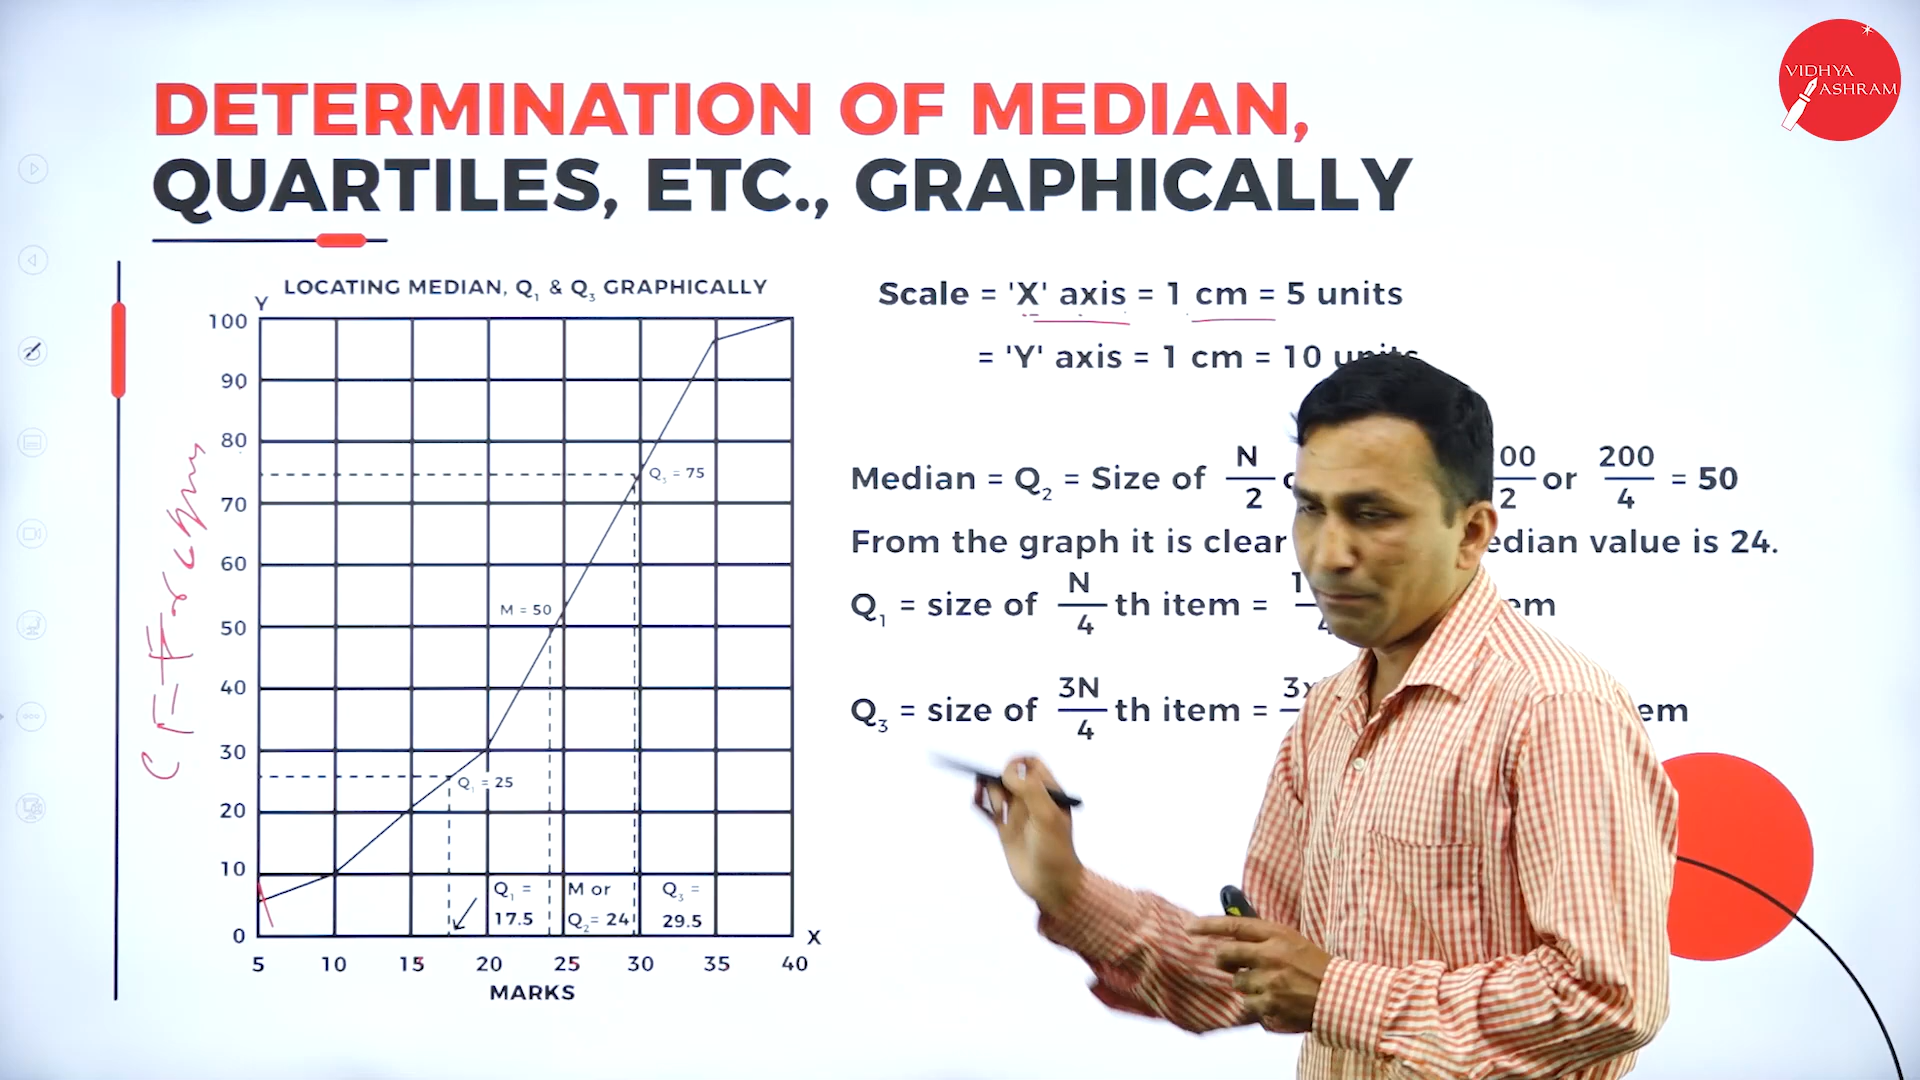 VIDHYA
ASHRAM
DETERMINATION OF MEDIAN,
QUARTILES, ETC., GRAPHICALLY
LOCATING MEDIAN, Q1 & Q3 GRAPHICALLY
Y
100
90
80
70
60
50
40
30
20
10
0
Q3 = 75
M = 50
Q1 = 25
Q1 = 17.5
M or Q2 = 24
Q3 = 29.5
X
5 10 15 20 25 30 35 40
MARKS
CF
Scale = 'X' axis = 1 cm = 5 units
= 'Y' axis = 1 cm = 10 units
Median = Q2 = Size of N/2 00/2 or 200/4 = 50
From the graph it is clear edian value is 24.
Q1 = size of N/4 th item = em
Q3 = size of 3N/4 th item = 3x em